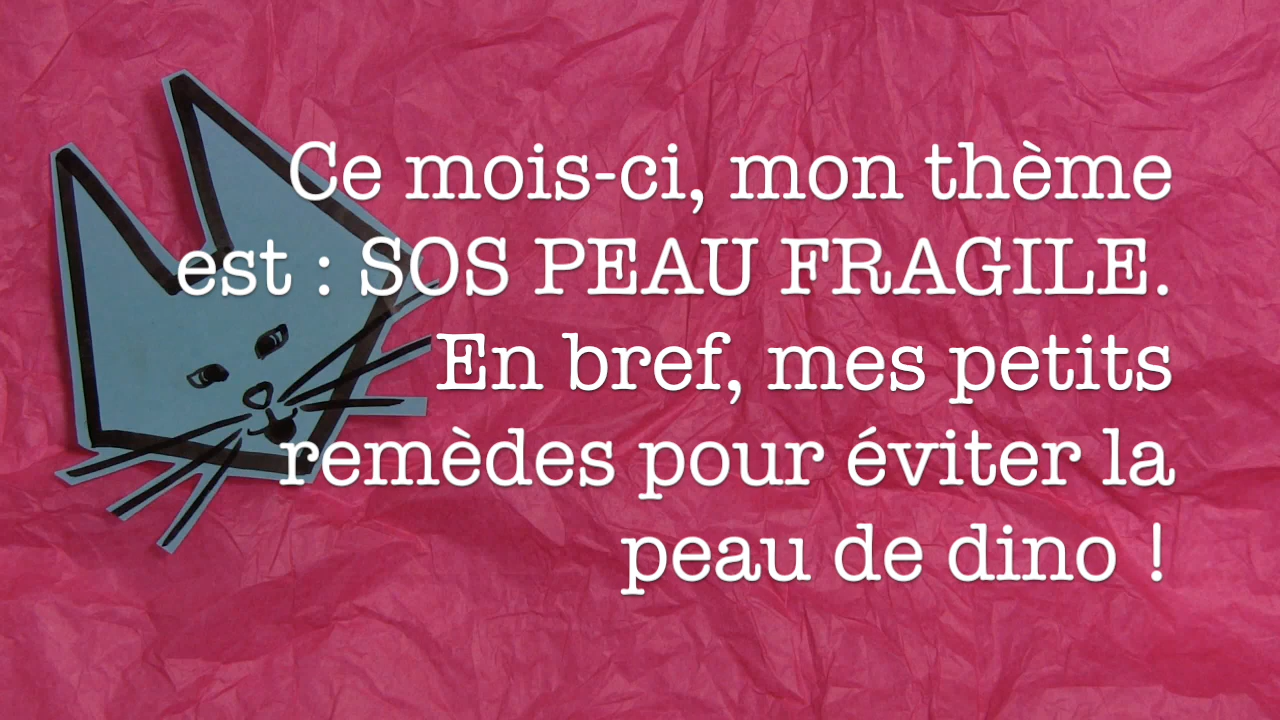 Ce mois-ci, mon thème
est : SOS PEAU FRAGILE.
En bref, mes petits
remèdes pour éviter la
peau de dino !